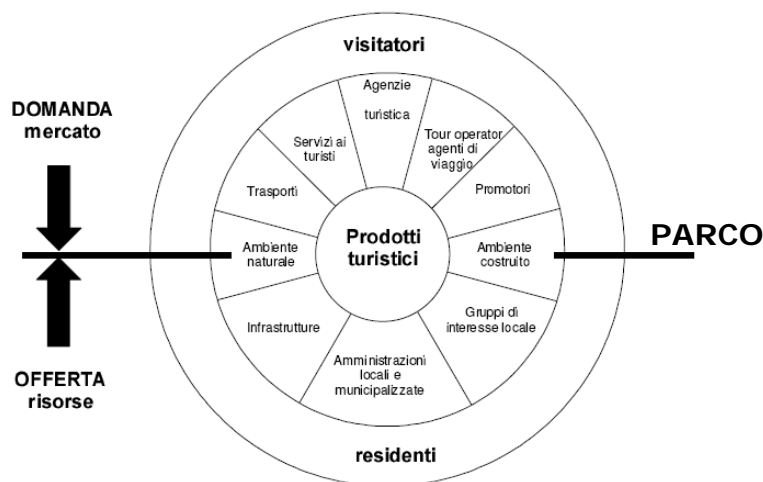 visitatori
DOMANDA
mercato
Agenzie
turistica
Servizi ai
turisti
Tour operator
agenti di
viaggio
Trasporti
Promotori
Ambiente
naturale
Prodotti
turistici
Ambiente
costruito
PARCO
Infrastrutture
Gruppi di
interesse locale
Amministrazioni
locali e
municipalizzate
OFFERTA
risorse
residenti